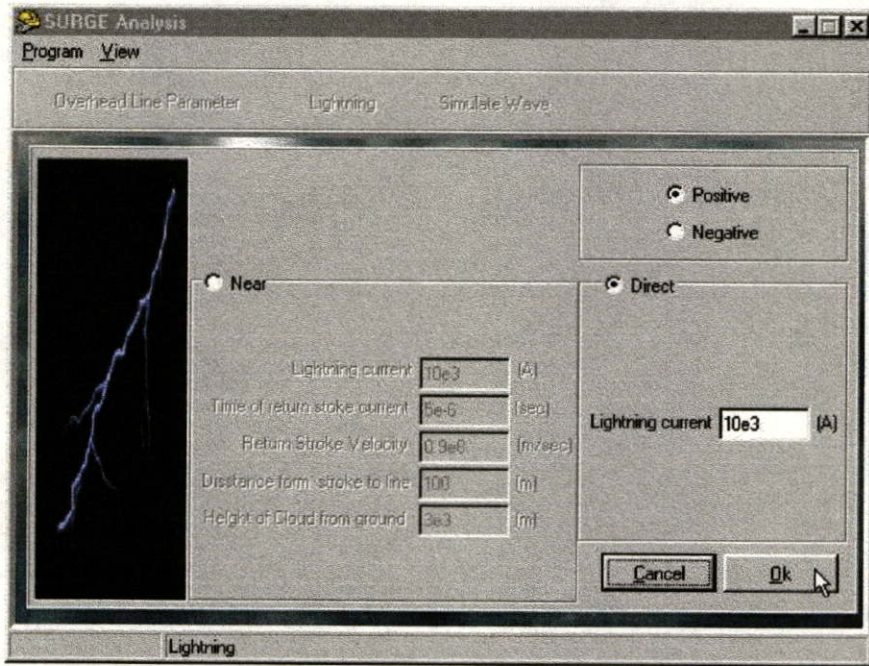 SURGE Analysis
Program View
Overhead Line Parameter Lightning Simulate Wave
Positive
Negative
Near
Lightning current 10e3 (A)
Time of return stoke current 5e-6 (sec)
Return Stroke Velocity 0.9e8 (m/sec)
Disstance form stroke to line 100 (m)
Height of Cloud from ground 3e3 (m)
Direct
Lightning current 10e3 (A)
Cancel Ok
Lightning